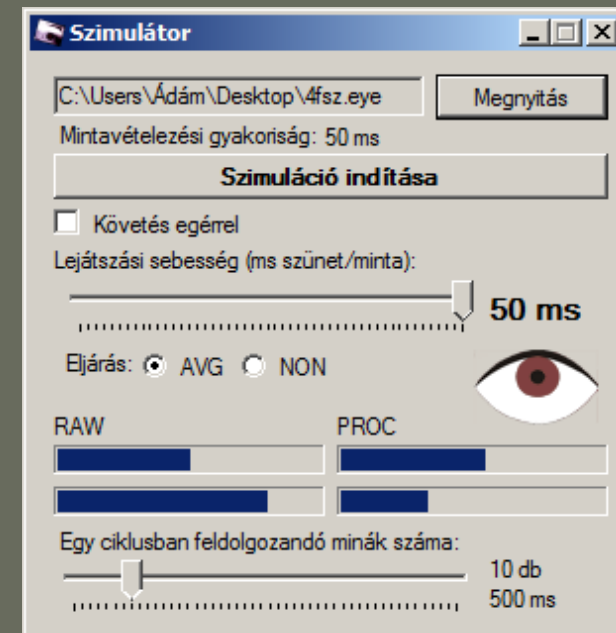 Szimulátor
C:\Users\Ádám\Desktop\4fsz.eye
Megnyitás
Mintavételezési gyakoriság: 50 ms
Szimuláció indítása
Követés egérrel
Lejátszási sebesség (ms szünet/minta):
50 ms
Eljárás: AVG NON
RAW PROC
Egy ciklusban feldolgozandó minák száma:
10 db
500 ms